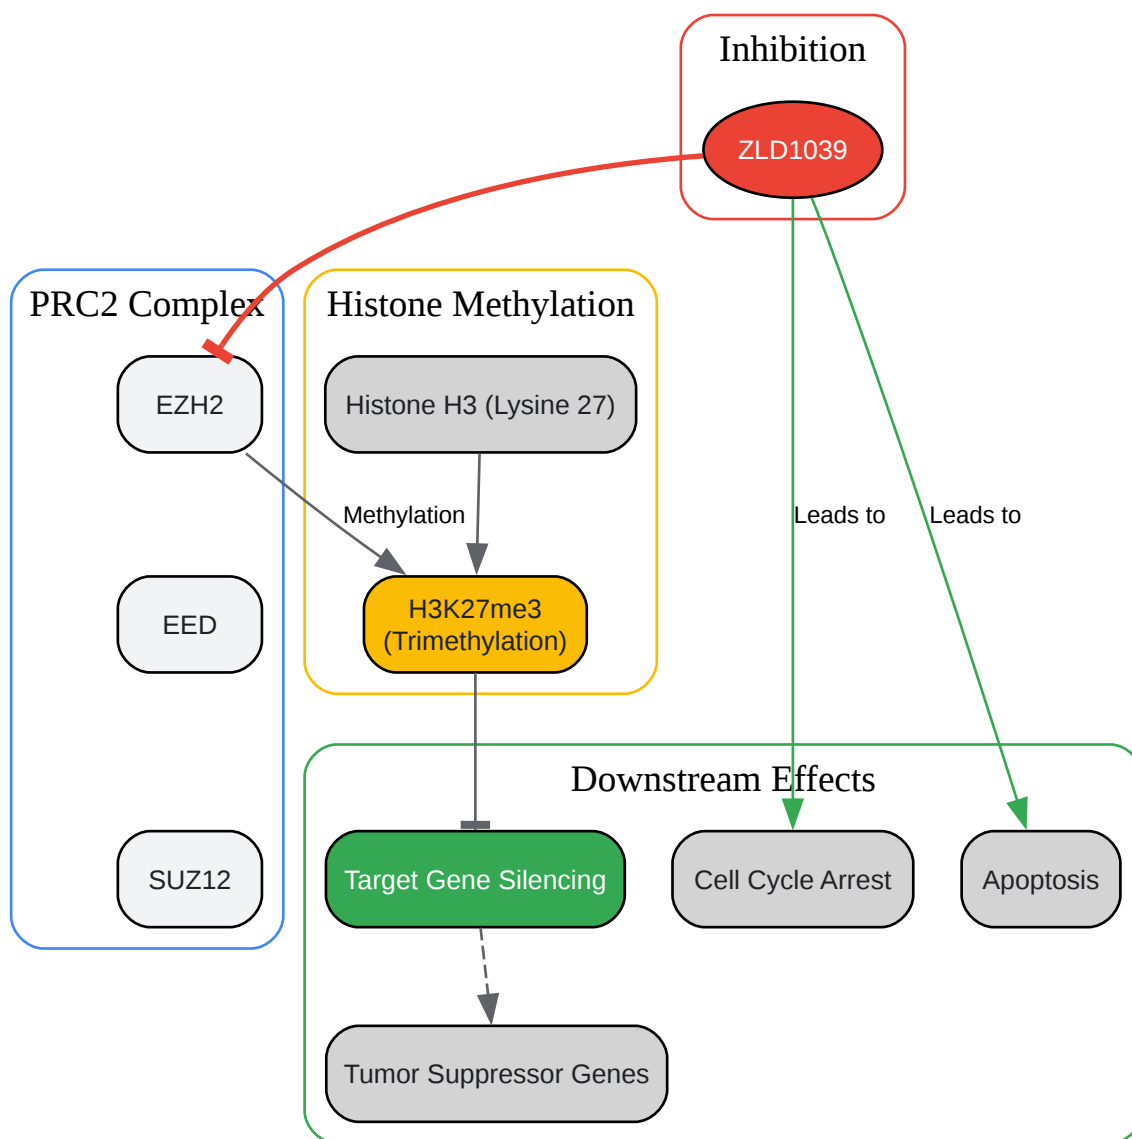 Inhibition
ZLD1039
PRC2 Complex
Histone Methylation
EZH2
Histone H3 (Lysine 27)
Methylation
Leads to
Leads to
EED
H3K27me3
(Trimethylation)
Downstream Effects
SUZ12
Target Gene Silencing
Cell Cycle Arrest
Apoptosis
Tumor Suppressor Genes